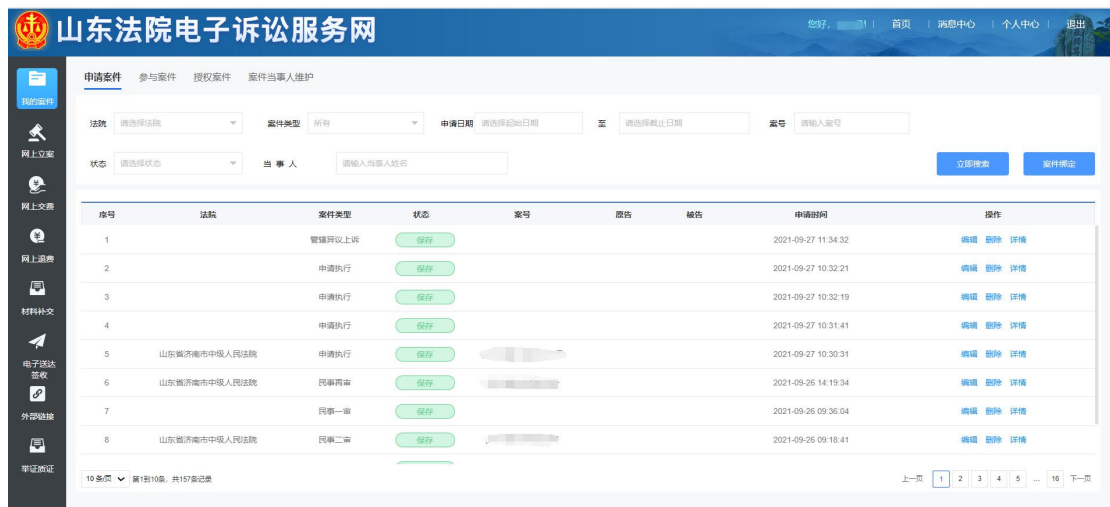 山东法院电子诉讼服务网
您好, | 首页 | 消息中心 | 个人中心 | 退出
我的案件
网上立案
网上交费
网上退费
材料补交
电子送达
签收
外部链接
举证质证
申请案件 参与案件 授权案件 案件当事人维护
法院 请选择法院 案件类型 所有 申请日期 请选择起始日期 至 请选择截止日期 案号 请输入案号
状态 请选择状态 当 事 人 请输入当事人姓名 立即搜索 案件绑定
序号 法院 案件类型 状态 案号 原告 被告 申请时间 操作
1 管辖异议上诉 保存 2021-09-27 11:34:32 编辑 删除 详情
2 申请执行 保存 2021-09-27 10:32:21 编辑 删除 详情
3 申请执行 保存 2021-09-27 10:32:19 编辑 删除 详情
4 申请执行 保存 2021-09-27 10:31:41 编辑 删除 详情
5 山东省济南市中级人民法院 申请执行 保存 2021-09-27 10:30:31 编辑 删除 详情
6 山东省济南市中级人民法院 民事再审 保存 2021-09-26 14:19:34 编辑 删除 详情
7 民事一审 保存 2021-09-26 09:36:04 编辑 删除 详情
8 山东省济南市中级人民法院 民事二审 保存 2021-09-26 09:18:41 编辑 删除 详情
10 条/页 第1到10条, 共157条记录 上一页 1 2 3 4 5 ... 16 下一页